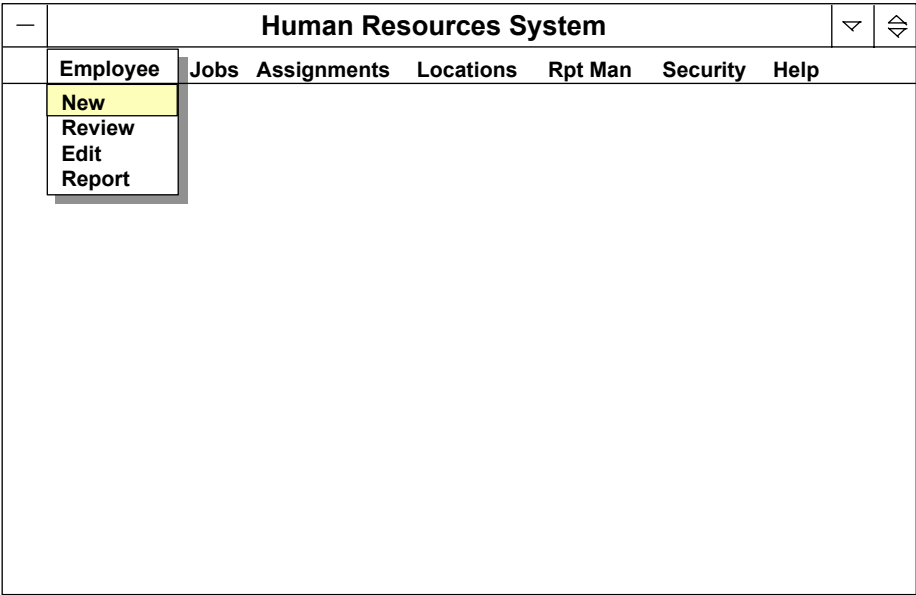 Human Resources System
Employee Jobs Assignments Locations Rpt Man Security Help
New
Review
Edit
Report